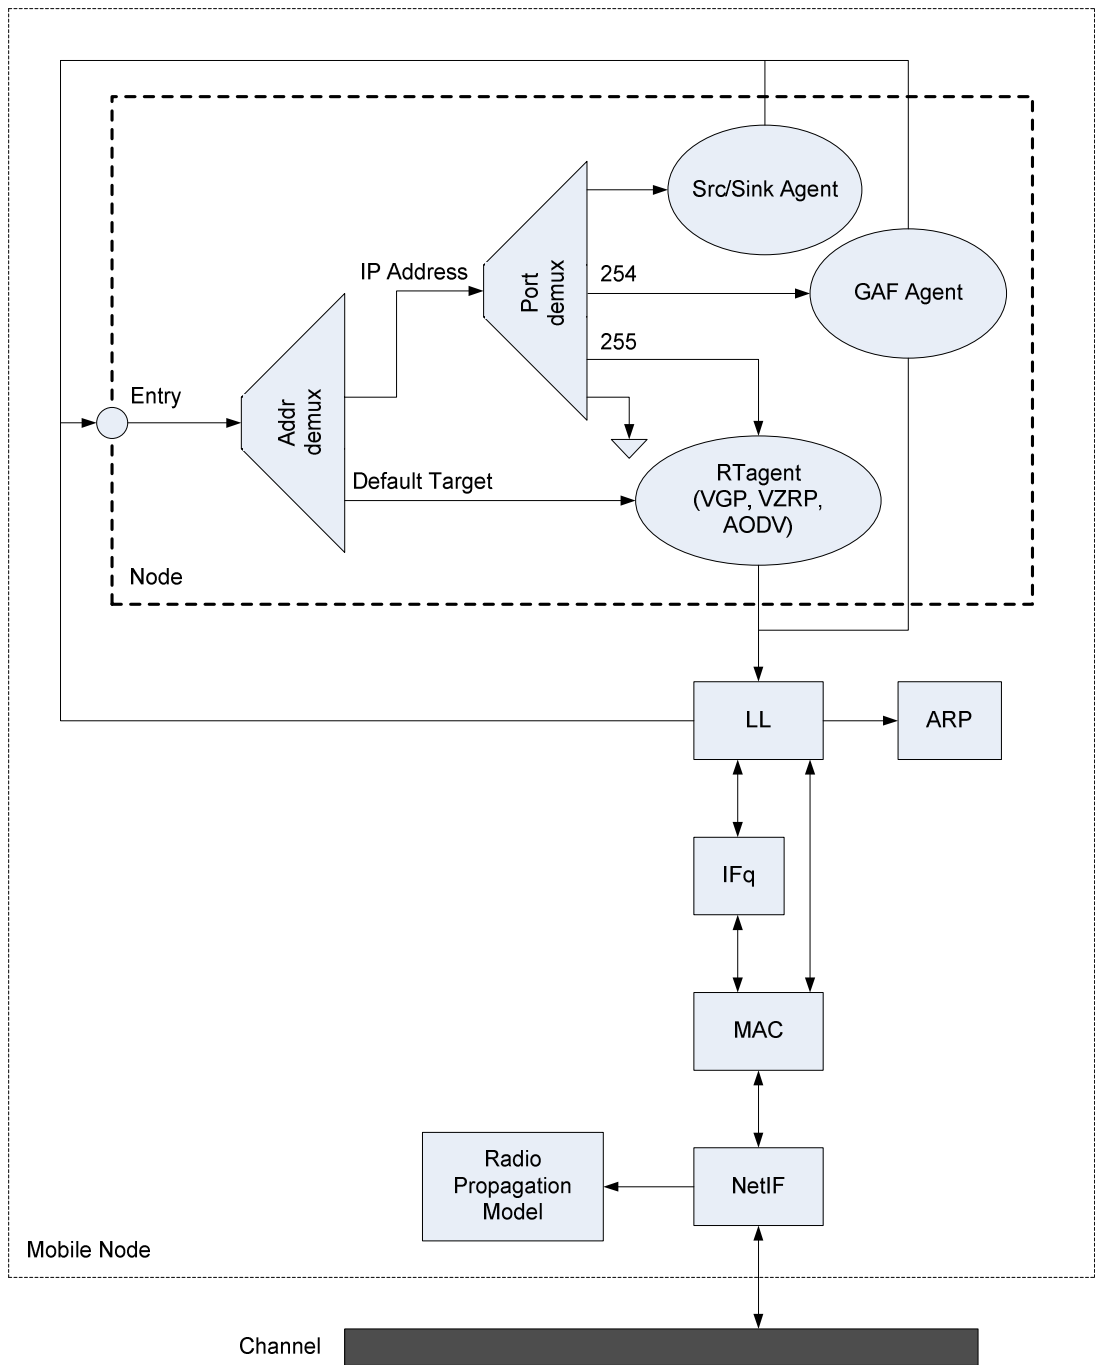 Src/Sink Agent
IP Address
254
GAF Agent
Port
demux
255
Entry
Addr
demux
RTagent
(VGP, VZRP,
AODV)
Default Target
Node
LL
ARP
IFq
MAC
Radio
Propagation
Model
NetIF
Mobile Node
Channel